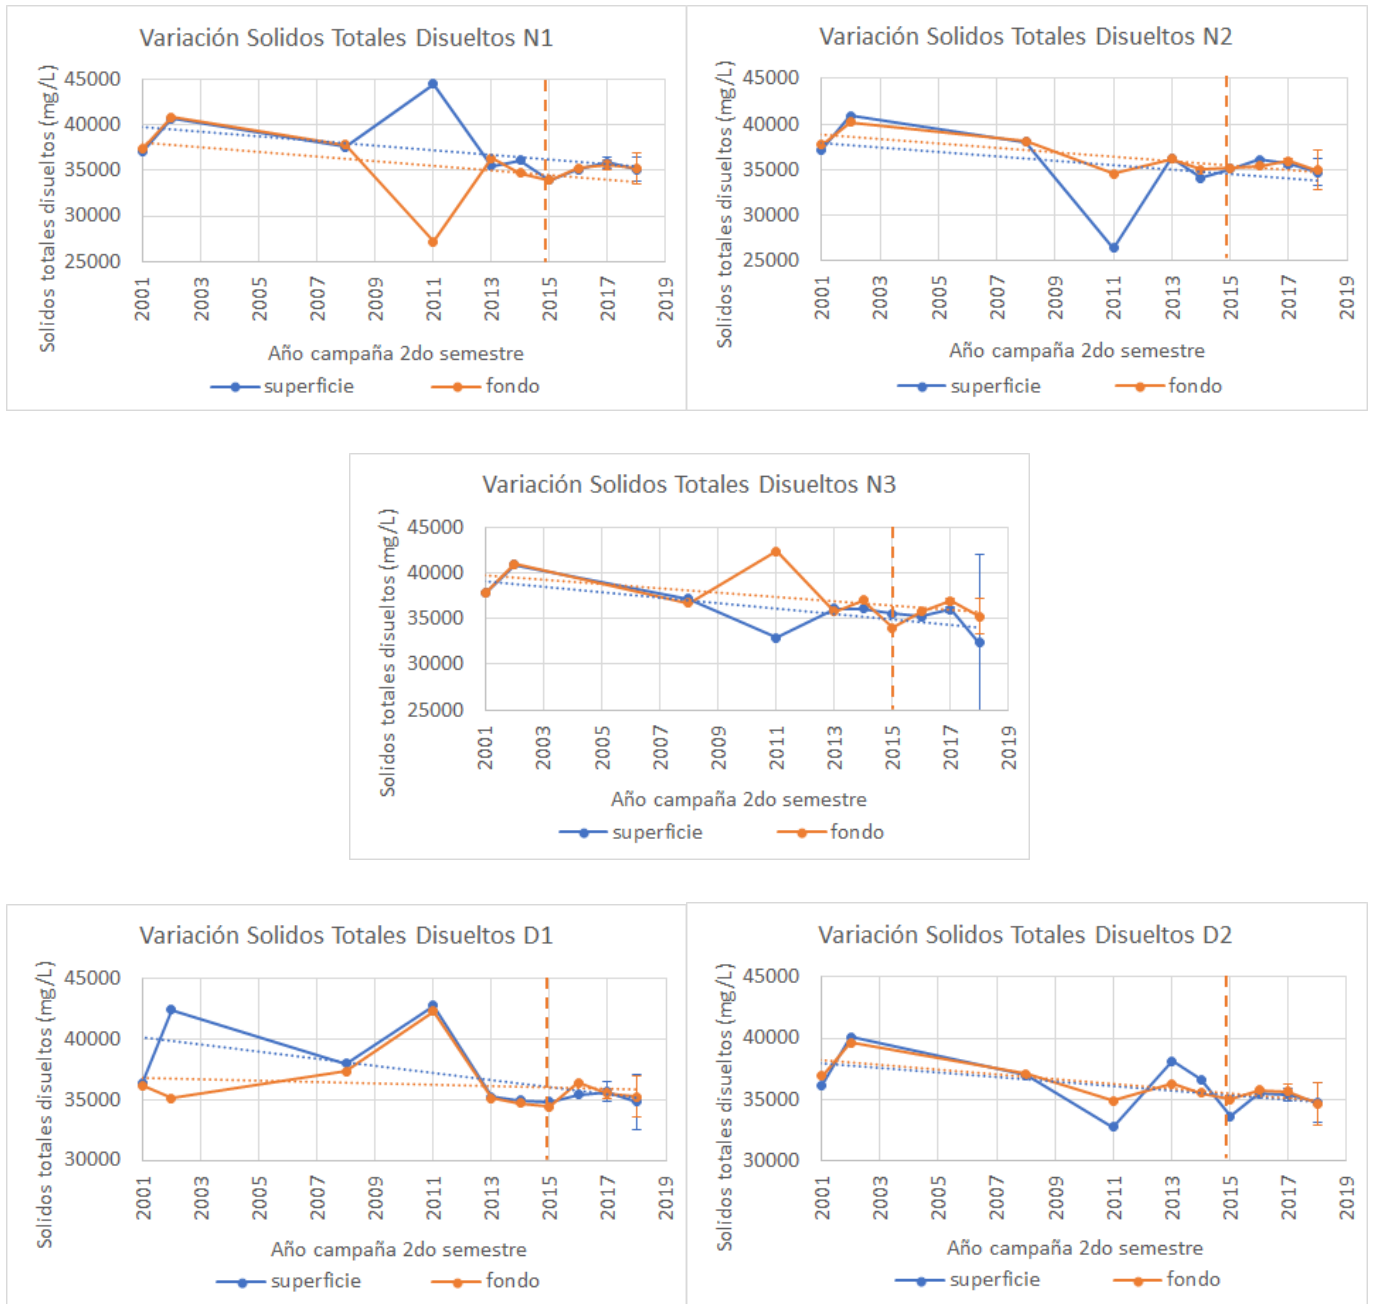 Variación Solidos Totales Disueltos N1
Solidos totales disueltos (mg/L)
45000
40000
35000
30000
25000
2001 2003 2005 2007 2009 2011 2013 2015 2017 2019
Año campaña 2do semestre
superficie fondo
Variación Solidos Totales Disueltos N2
Solidos totales disueltos (mg/L)
45000
40000
35000
30000
25000
2001 2003 2005 2007 2009 2011 2013 2015 2017 2019
Año campaña 2do semestre
superficie fondo
Variación Solidos Totales Disueltos N3
Solidos totales disueltos (mg/L)
45000
40000
35000
30000
25000
2001 2003 2005 2007 2009 2011 2013 2015 2017 2019
Año campaña 2do semestre
superficie fondo
Variación Solidos Totales Disueltos D1
Solidos totales disueltos (mg/L)
45000
40000
35000
30000
2001 2003 2005 2007 2009 2011 2013 2015 2017 2019
Año campaña 2do semestre
superficie fondo
Variación Solidos Totales Disueltos D2
Solidos totales disueltos (mg/L)
45000
40000
35000
30000
2001 2003 2005 2007 2009 2011 2013 2015 2017 2019
Año campaña 2do semestre
superficie fondo